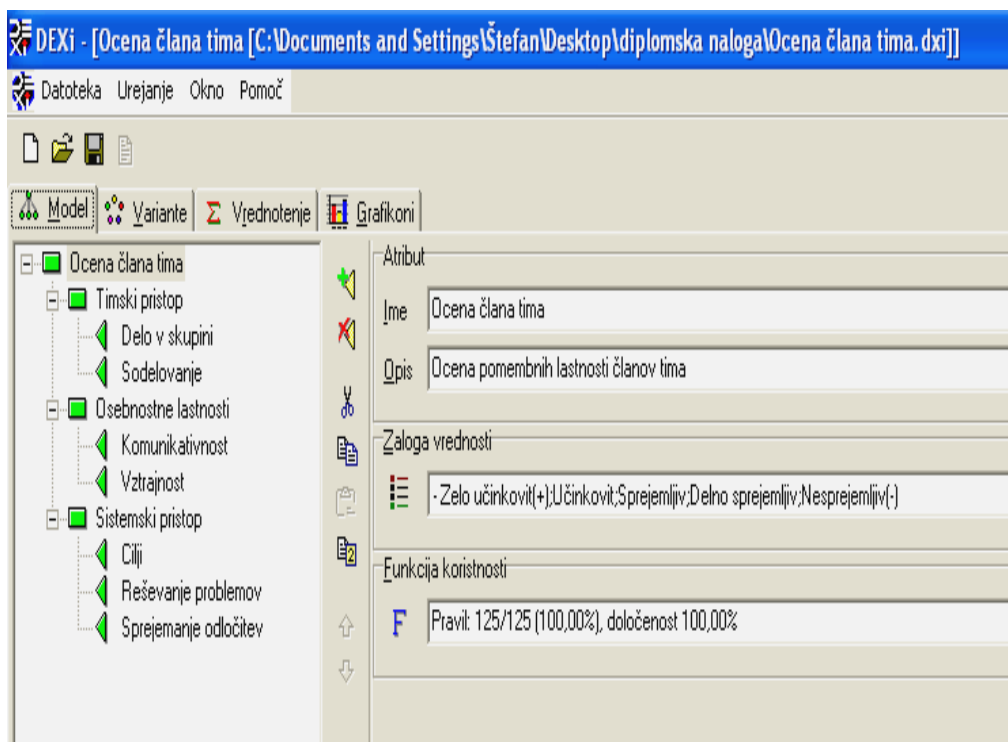 DEXi - [Ocena člana tima [C:\Documents and Settings\Štefan\Desktop\diplomska naloga\Ocena člana tima.dxi]]
Datoteka Urejanje Okno Pomoč
Model Variante Vrednotenje Grafikoni
Ocena člana tima
Timski pristop
Delo v skupini
Sodelovanje
Osebnostne lastnosti
Komunikativnost
Vztrajnost
Sistemski pristop
Cilji
Reševanje problemov
Sprejemanje odločitev
Atribut
Ime Ocena člana tima
Opis Ocena pomembnih lastnosti članov tima
Zaloga vrednosti
- Zelo učinkovit(+);Učinkovit;Sprejemljiv;Delno sprejemljiv;Nesprejemljiv(-)
Funkcija koristnosti
F Pravil: 125/125 (100,00%), določenost 100,00%